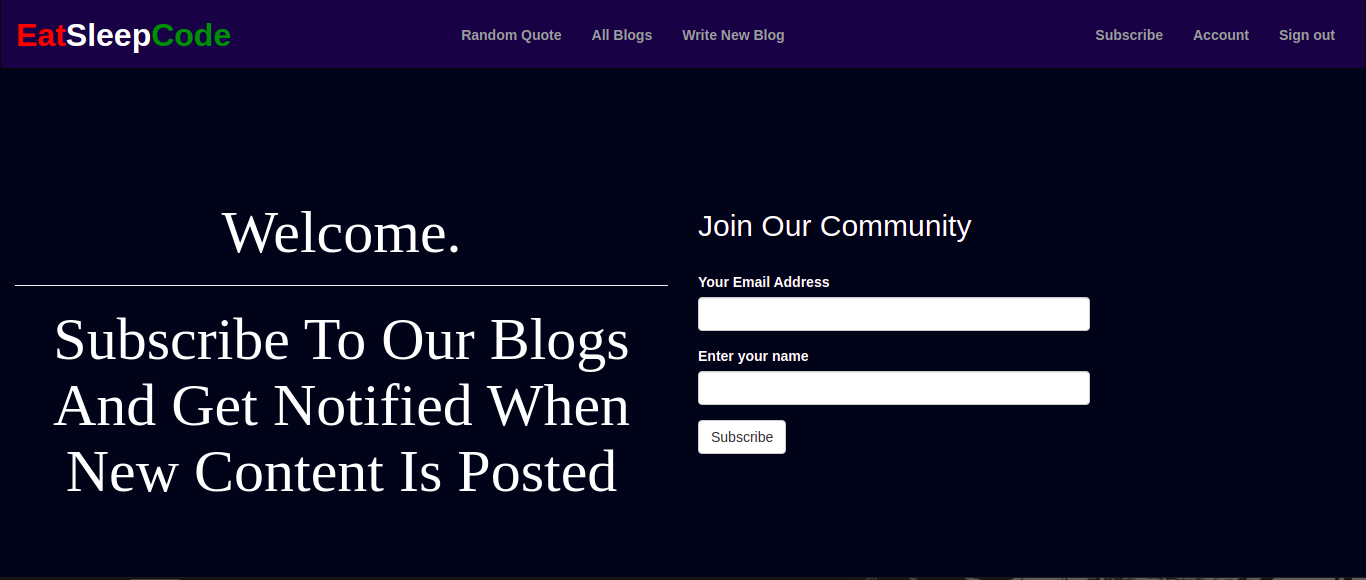 EatSleepCode Random Quote All Blogs Write New Blog Subscribe Account Sign out
Welcome.
Subscribe To Our Blogs
And Get Notified When
New Content Is Posted
Join Our Community
Your Email Address
Enter your name
Subscribe